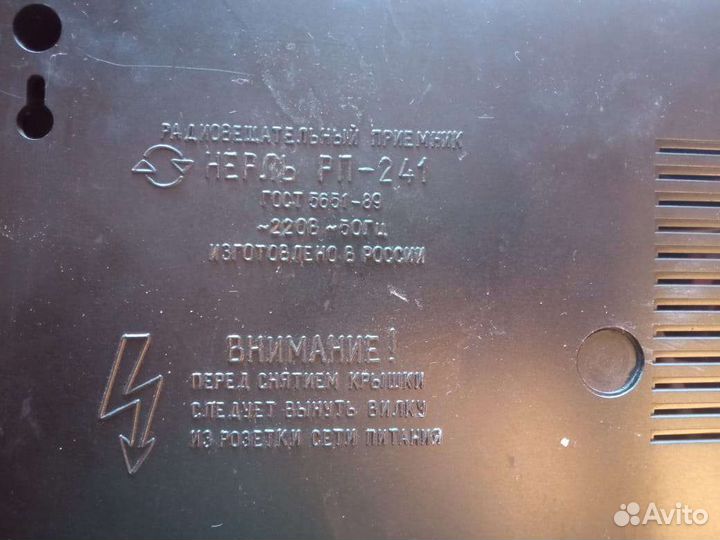 РАДИОВЕЩАТЕЛЬНЫЙ ПРИЕМНИК
НЕРЛЬ РП-241
ГОСТ 5651-89
~220В ~50Гц
ИЗГОТОВЛЕНО В РОССИИ
ВНИМАНИЕ!
ПЕРЕД СНЯТИЕМ КРЫШКИ
СЛЕДУЕТ ВЫНУТЬ ВИЛКУ
ИЗ РОЗЕТКИ СЕТИ ПИТАНИЯ
Avito